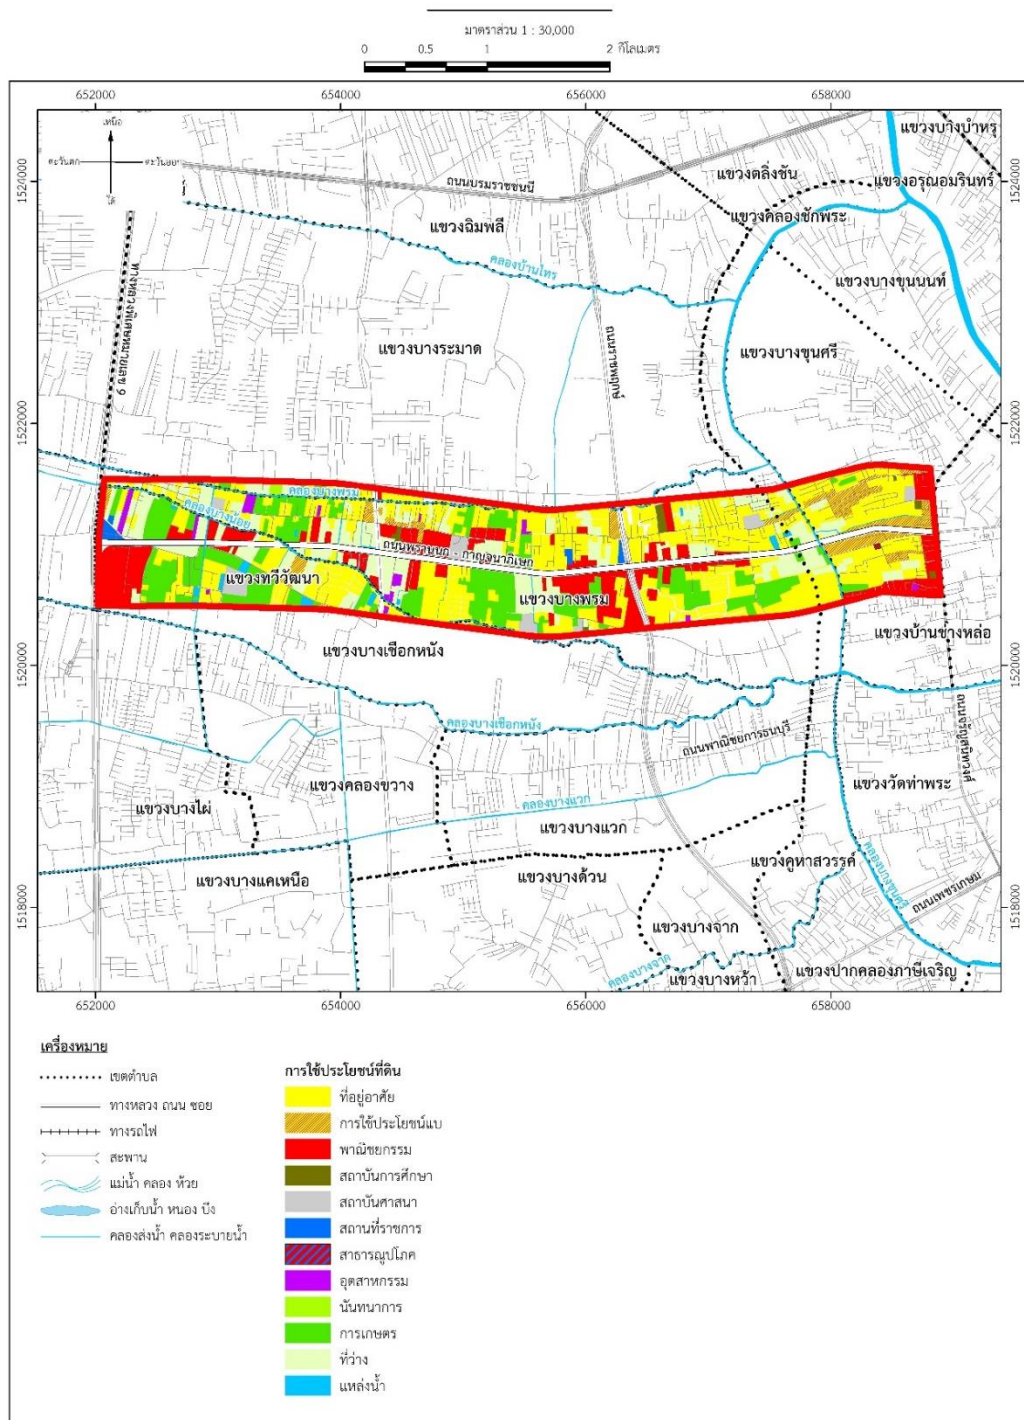 มาตราส่วน 1 : 30,000
0 0.5 1 2 กิโลเมตร
652000 654000 656000 658000
เหนือ
ตะวันตก ตะวันออก
ใต้
1524000 1524000
แขวงบางบำหรุ
แขวงตลิ่งชัน
แขวงอรุณอมรินทร์
ถนนบรมราชชนนี
แขวงคลองชักพระ
แขวงฉิมพลี
คลองบ้านไทร
แขวงบางขุนนนท์
ทางหลวงพิเศษหมายเลข 9
แขวงบางระมาด
ถนนราชพฤกษ์
แขวงบางขุนศรี
1522000 1522000
คลองบางพรม
คลองบางน้อย
ถนนพรานนก - กาญจนาภิเษก
แขวงทวีวัฒนา
แขวงบางพรม
แขวงบางเชือกหนัง
แขวงบ้านช่างหล่อ
1520000 1520000
คลองบางเชือกหนัง
ถนนพาณิชยการธนบุรี
ถนนจรัญสนิทวงศ์
แขวงคลองขวาง
แขวงวัดท่าพระ
แขวงบางไผ่
คลองบางแวก
แขวงบางแวก
แขวงบางแคเหนือ
แขวงบางด้วน
แขวงคูหาสวรรค์
คลองบางขุนศรี
ถนนเพชรเกษม
1518000 1518000
แขวงบางจาก
คลองบางจาก
แขวงบางหว้า
แขวงปากคลองภาษีเจริญ
652000 654000 656000 658000
เครื่องหมาย
เขตตำบล
ทางหลวง ถนน ซอย
ทางรถไฟ
สะพาน
แม่น้ำ คลอง ห้วย
อ่างเก็บน้ำ หนอง บึง
คลองส่งน้ำ คลองระบายน้ำ
การใช้ประโยชน์ที่ดิน
ที่อยู่อาศัย
การใช้ประโยชน์แบ
พาณิชยกรรม
สถาบันการศึกษา
สถาบันศาสนา
สถานที่ราชการ
สาธารณูปโภค
อุตสาหกรรม
นันทนาการ
การเกษตร
ที่ว่าง
แหล่งน้ำ